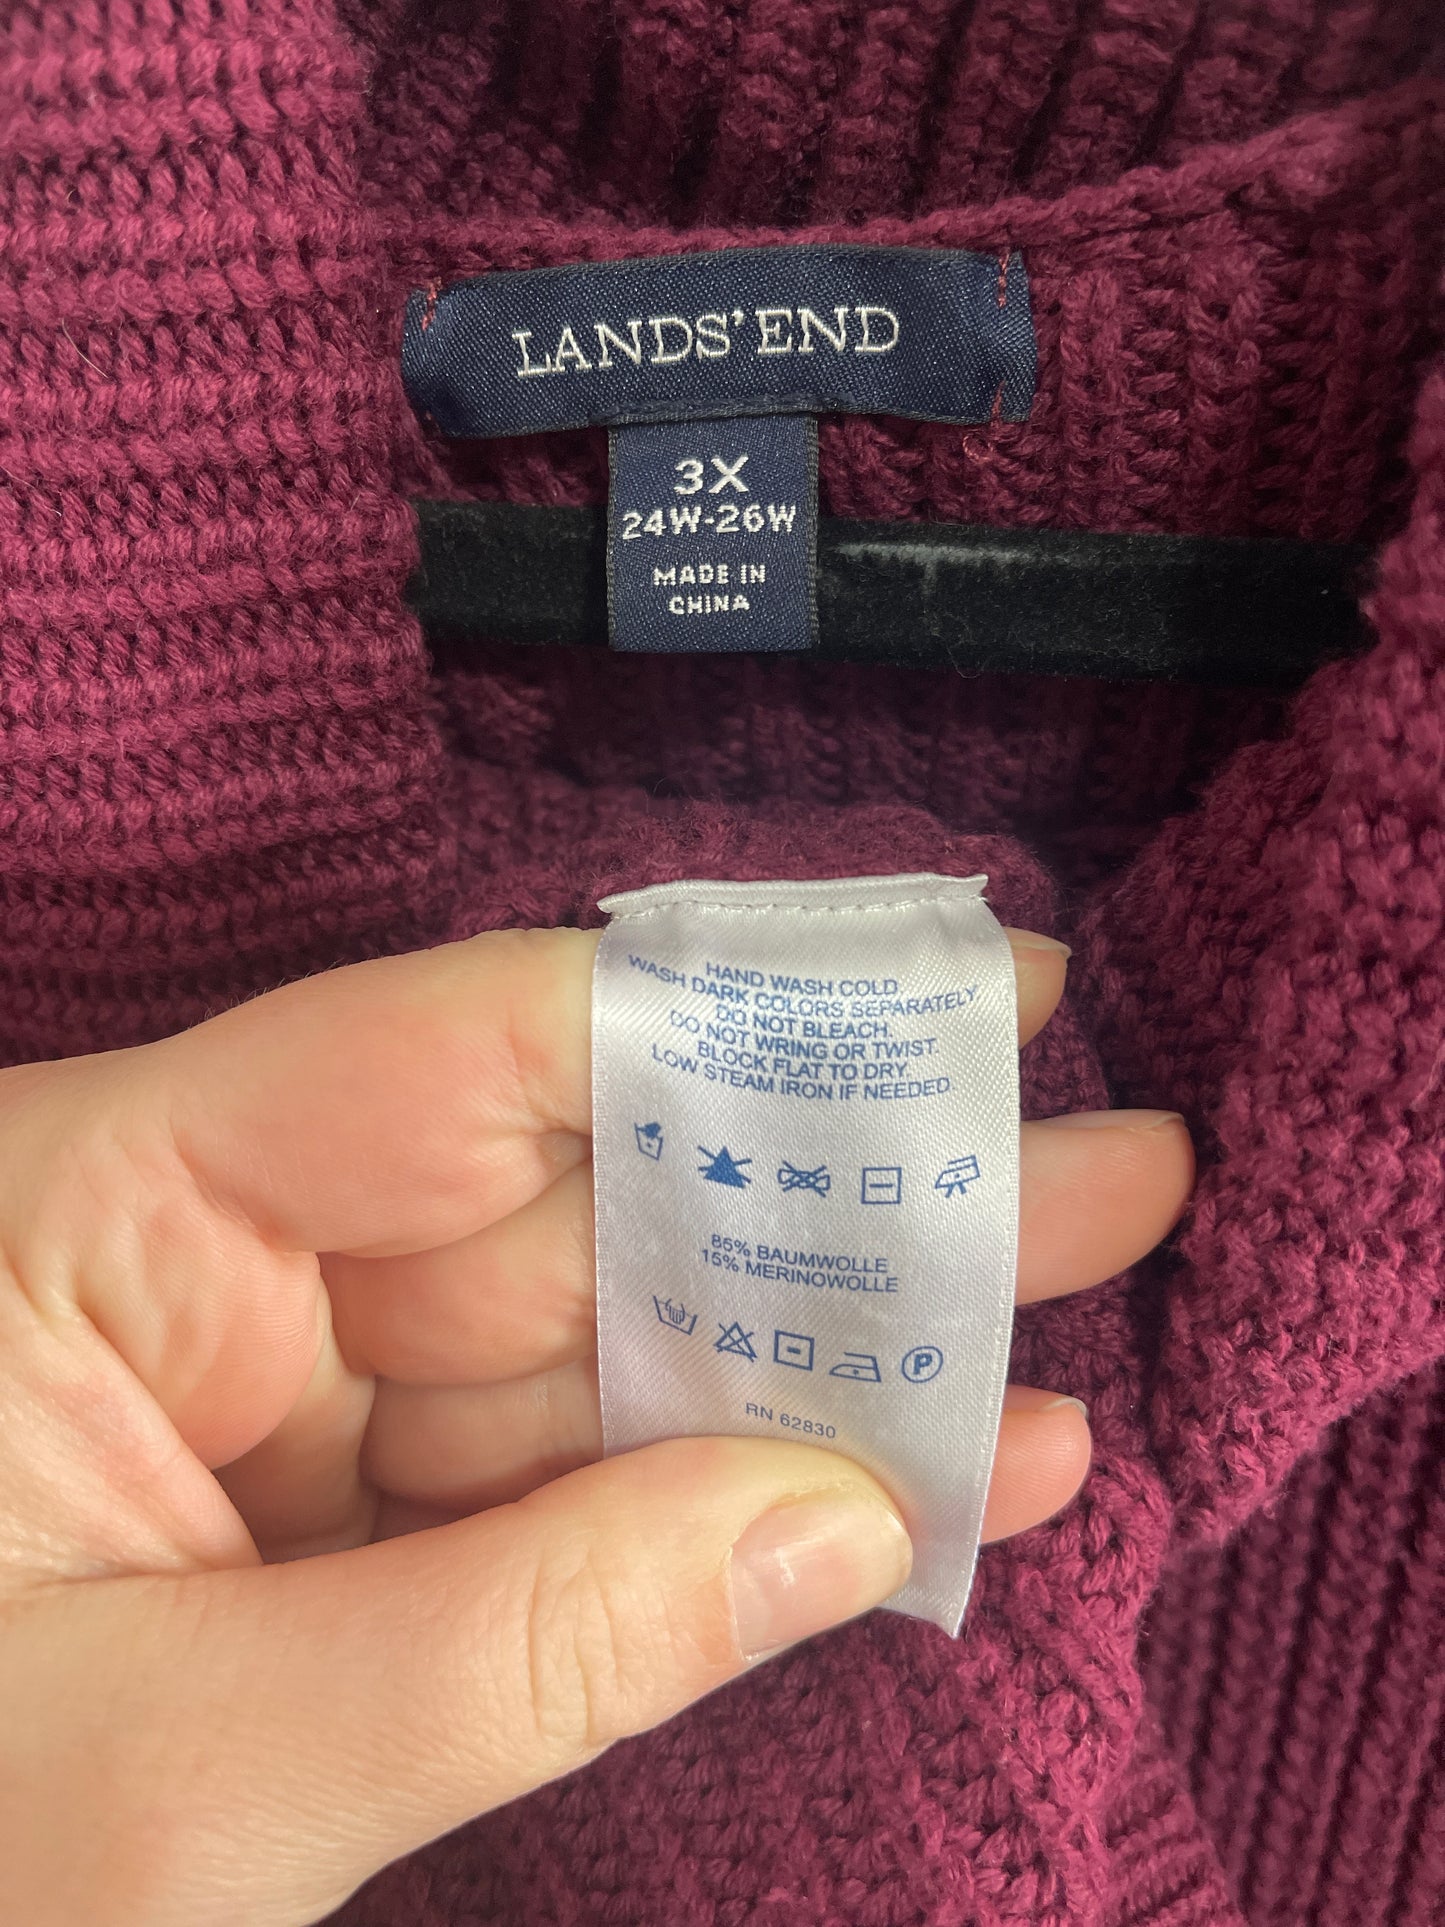 LANDS' END
3X
24W-26W
MADE IN
CHINA
HAND WASH COLD
WASH DARK COLORS SEPARATELY
DO NOT BLEACH.
DO NOT WRING OR TWIST.
BLOCK FLAT TO DRY
LOW STEAM IRON IF NEEDED.
85% BAUMWOLLE
15% MERINOWOLLE
P
RN 62830